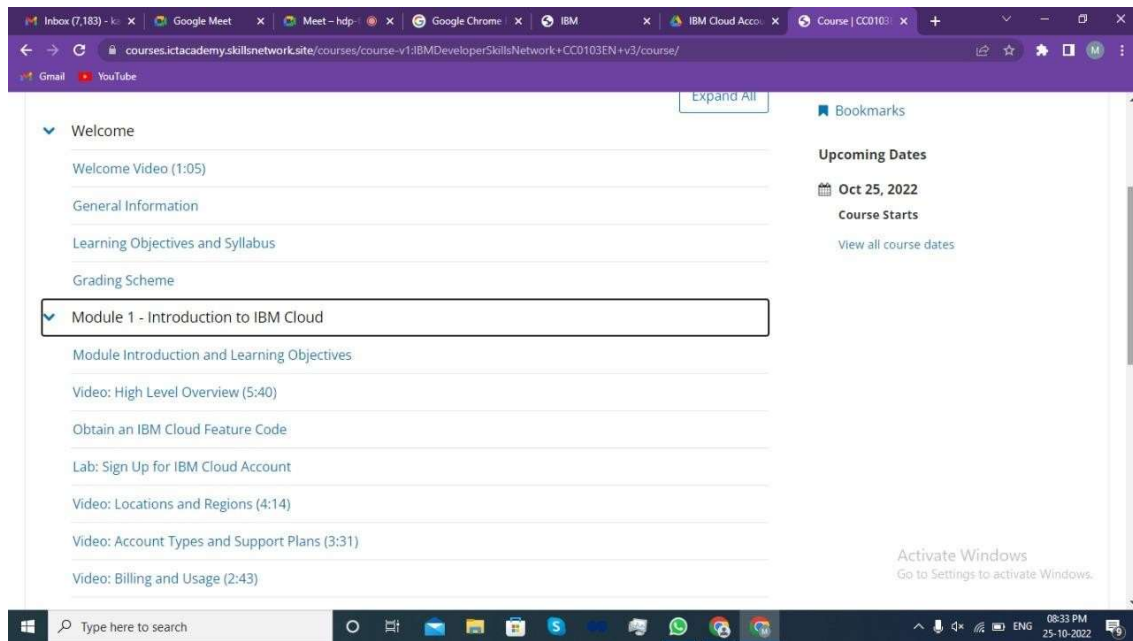 Inbox (7,183) - ka
Google Meet
Meet – hdp-
Google Chrome
IBM
IBM Cloud Accou
Course | CC0103
courses.ictacademy.skillsnetwork.site/courses/course-v1:IBMDeveloperSkillsNetwork+CC0103EN+v3/course/
M
Gmail
YouTube
Expand All
Welcome
Welcome Video (1:05)
General Information
Learning Objectives and Syllabus
Grading Scheme
Module 1 - Introduction to IBM Cloud
Module Introduction and Learning Objectives
Video: High Level Overview (5:40)
Obtain an IBM Cloud Feature Code
Lab: Sign Up for IBM Cloud Account
Video: Locations and Regions (4:14)
Video: Account Types and Support Plans (3:31)
Video: Billing and Usage (2:43)
Bookmarks
Upcoming Dates
Oct 25, 2022
Course Starts
View all course dates
Activate Windows
Go to Settings to activate Windows.
Type here to search
ENG
08:33 PM
25-10-2022